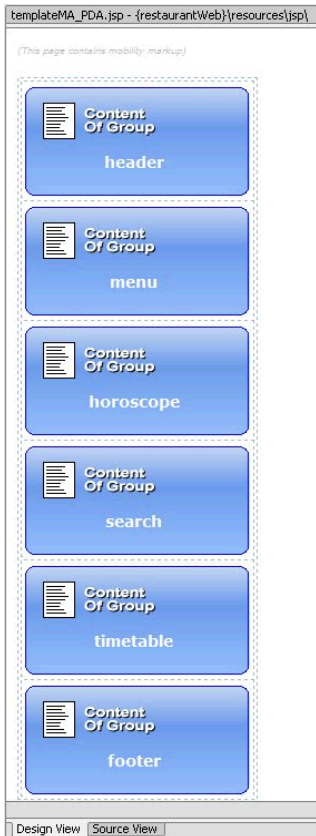 templateMA_PDA.jsp - {restaurantWeb}\resources\jsp\
(This page contains mobility markup)
Content
Of Group
header
Content
Of Group
menu
Content
Of Group
horoscope
Content
Of Group
search
Content
Of Group
timetable
Content
Of Group
footer
Design View Source View